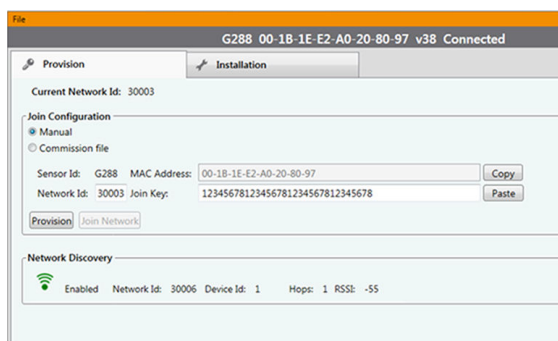 File
G288 00-1B-1E-E2-A0-20-80-97 v38 Connected
Provision
Installation
Current Network Id: 30003
Join Configuration
Manual
Commission file
Sensor Id: G288 MAC Address: 00-1B-1E-E2-A0-20-80-97 Copy
Network Id: 30003 Join Key: 12345678123456781234567812345678 Paste
Provision Join Network
Network Discovery
Enabled Network Id: 30006 Device Id: 1 Hops: 1 RSSI: -55